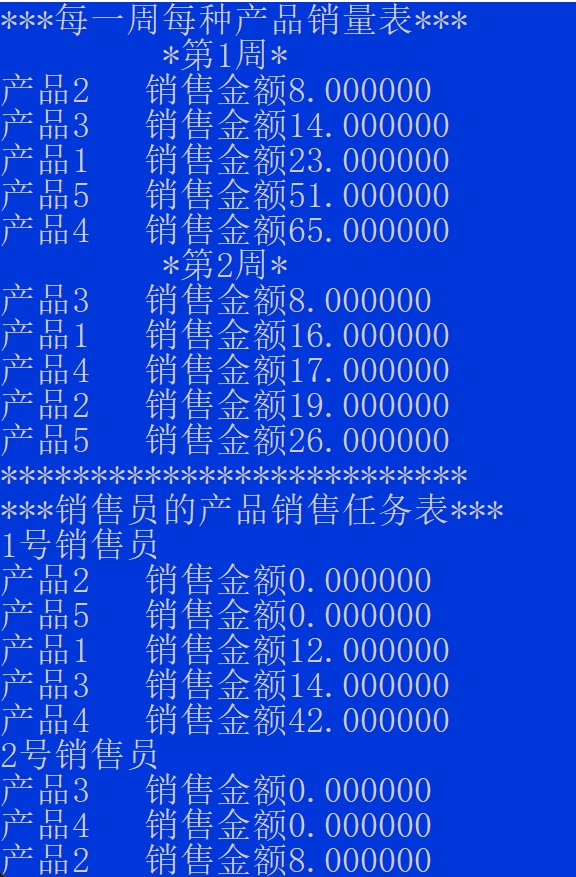 ***每一周每种产品销量表***
*第1周*
产品2 销售金额8.000000
产品3 销售金额14.000000
产品1 销售金额23.000000
产品5 销售金额51.000000
产品4 销售金额65.000000
*第2周*
产品3 销售金额8.000000
产品1 销售金额16.000000
产品4 销售金额17.000000
产品2 销售金额19.000000
产品5 销售金额26.000000
**************************
***销售员的产品销售任务表***
1号销售员
产品2 销售金额0.000000
产品5 销售金额0.000000
产品1 销售金额12.000000
产品3 销售金额14.000000
产品4 销售金额42.000000
2号销售员
产品3 销售金额0.000000
产品4 销售金额0.000000
产品2 销售金额8.000000